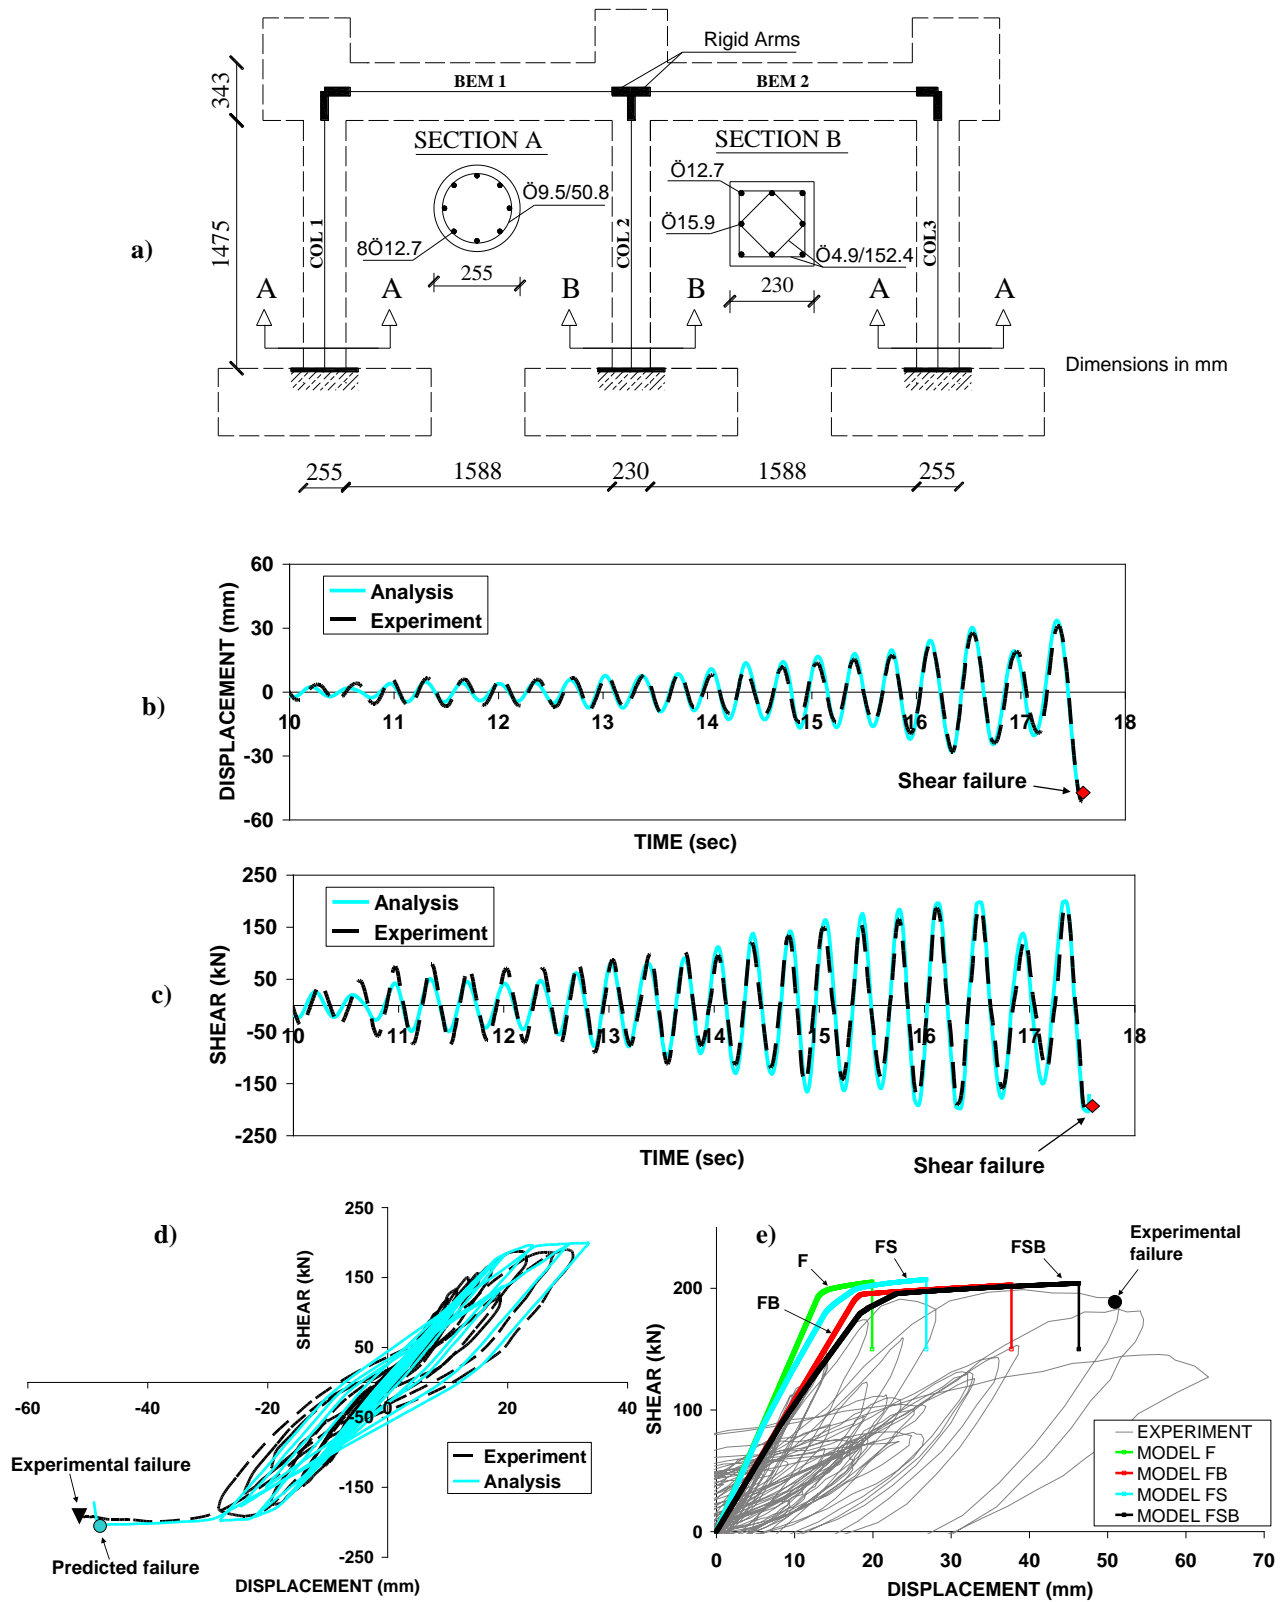 Rigid Arms
BEM 1
BEM 2
343
SECTION A
SECTION B
Ö12.7
Ö9.5/50.8
Ö15.9
1475
COL 1
COL 2
COL3
a)
8Ö12.7
Ö4.9/152.4
255
230
A A B B A A
Dimensions in mm
255 1588 230 1588 255
b)
DISPLACEMENT (mm)
60
30
0
-30
-60
Analysis
Experiment
10 11 12 13 14 15 16 17 18
Shear failure
TIME (sec)
c)
SHEAR (kN)
250
150
50
-50
-150
-250
Analysis
Experiment
10 11 12 13 14 15 16 17 18
TIME (sec)
Shear failure
d)
SHEAR (kN)
250
150
50
-50
-150
-250
-60 -40 -20 0 20 40
Experiment
Analysis
Experimental failure
Predicted failure
DISPLACEMENT (mm)
e)
Experimental
failure
F
FS
FSB
FB
SHEAR (kN)
200
100
0
EXPERIMENT
MODEL F
MODEL FB
MODEL FS
MODEL FSB
0 10 20 30 40 50 60 70
DISPLACEMENT (mm)